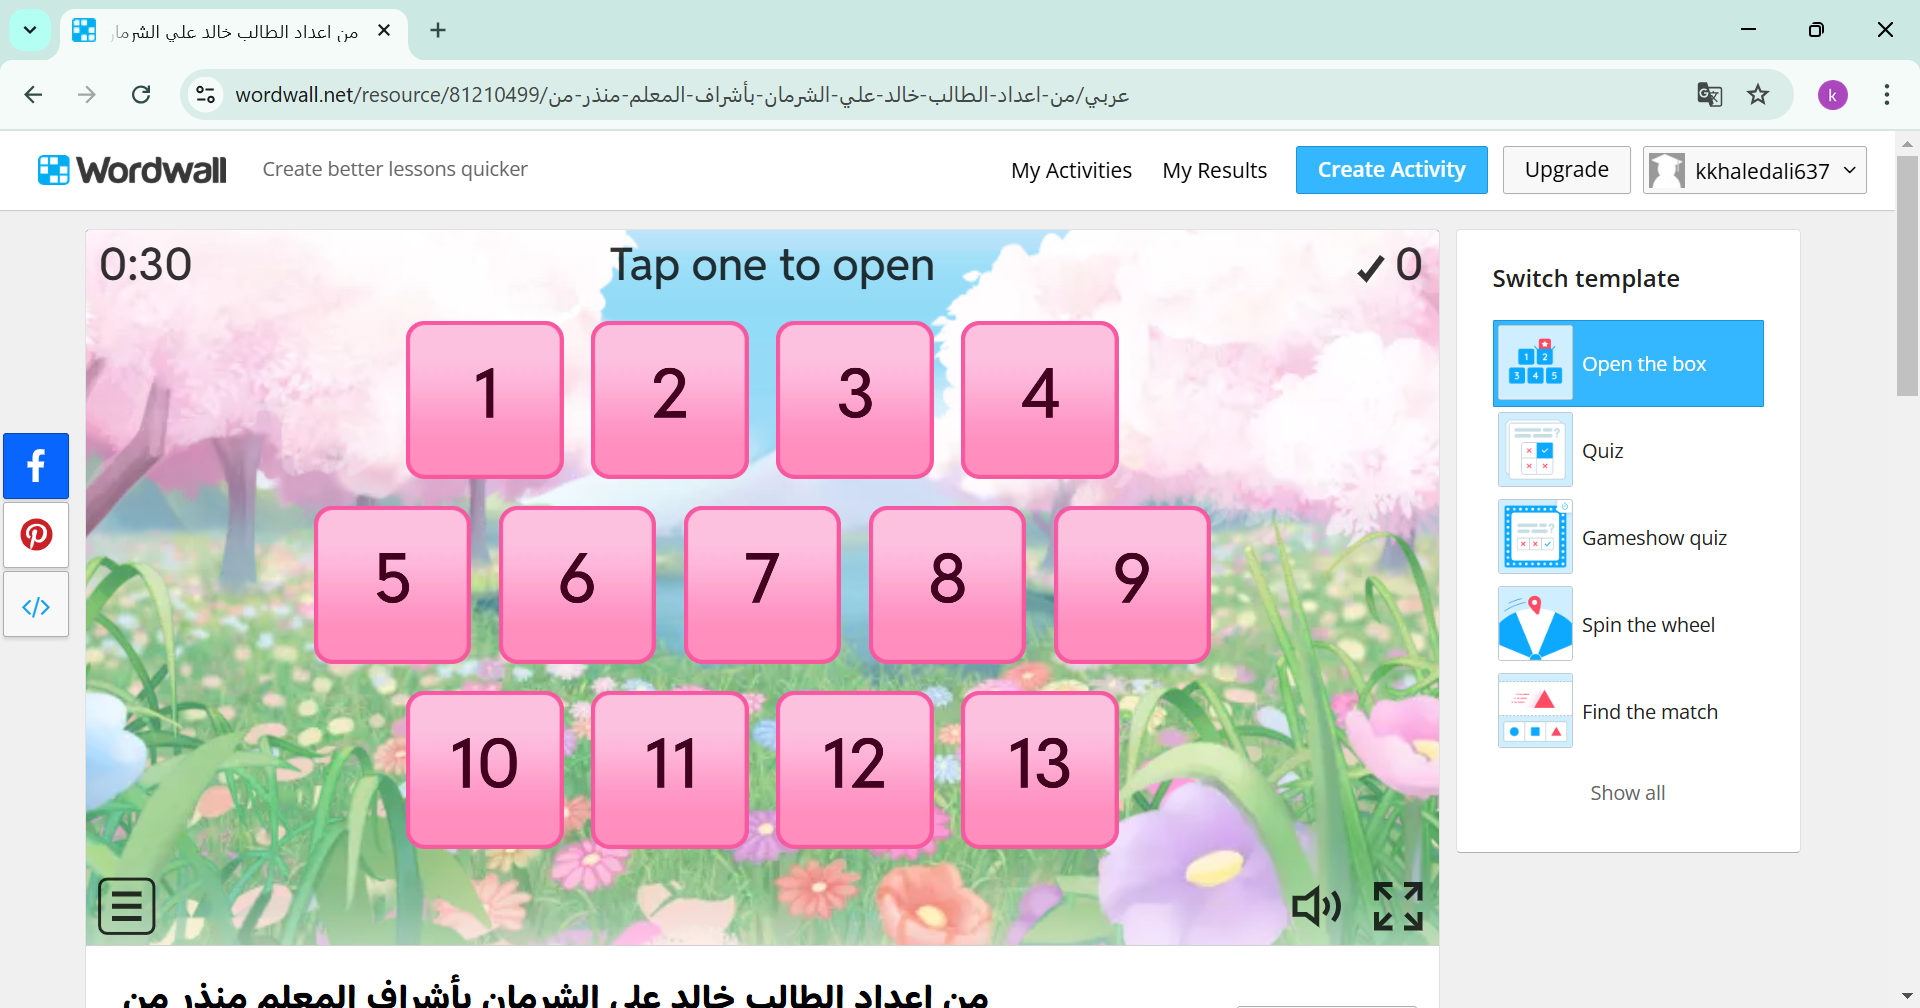 من اعداد الطالب خالد علي الشرمان
wordwall.net/resource/81210499/عربي/من-اعداد-الطالب-خالد-علي-الشرمان-بأشراف-المعلم-منذر-من
k
Wordwall
Create better lessons quicker
My Activities
My Results
Create Activity
Upgrade
kkhaledali637
0:30
Tap one to open
0
1
2
3
4
5
6
7
8
9
10
11
12
13
Switch template
Open the box
Quiz
Gameshow quiz
Spin the wheel
Find the match
Show all
من اعداد الطالب خالد علي الشرمان بأشراف المعلم منذر من